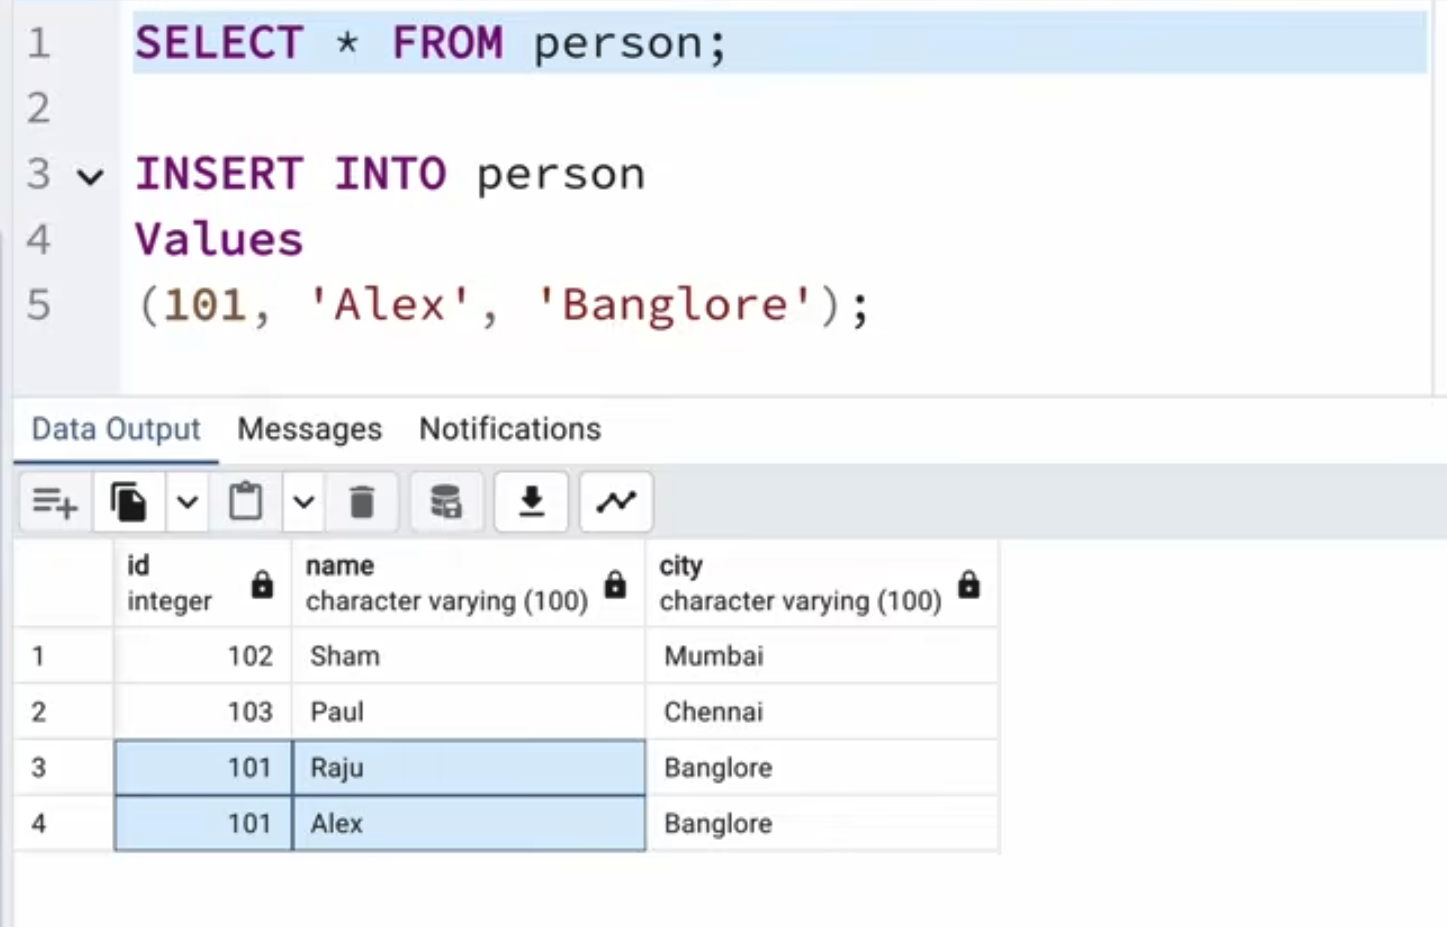 1 SELECT * FROM person;
2
3 INSERT INTO person
4 Values
5 (101, 'Alex', 'Banglore');
Data Output Messages Notifications
id name city
integer character varying (100) character varying (100)
1 102 Sham Mumbai
2 103 Paul Chennai
3 101 Raju Banglore
4 101 Alex Banglore